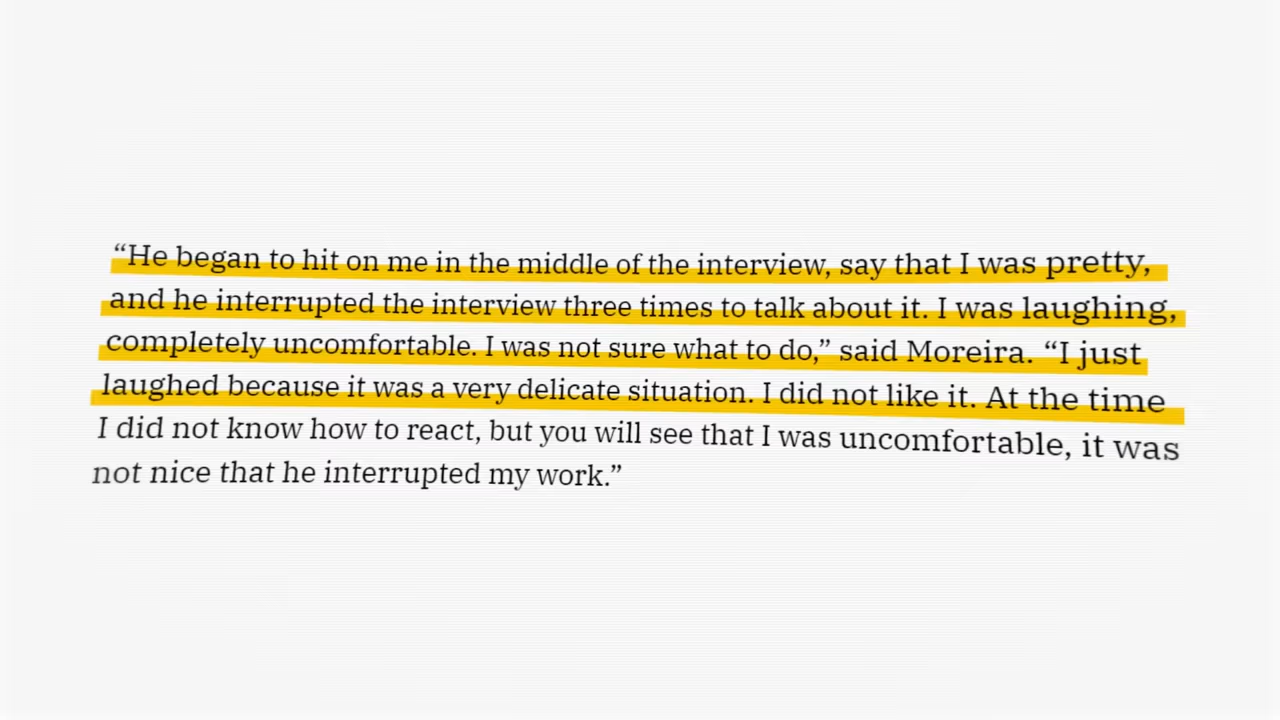 “He began to hit on me in the middle of the interview, say that I was pretty,
and he interrupted the interview three times to talk about it. I was laughing,
completely uncomfortable. I was not sure what to do,” said Moreira. “I just
laughed because it was a very delicate situation. I did not like it. At the time
I did not know how to react, but you will see that I was uncomfortable, it was
not nice that he interrupted my work.”